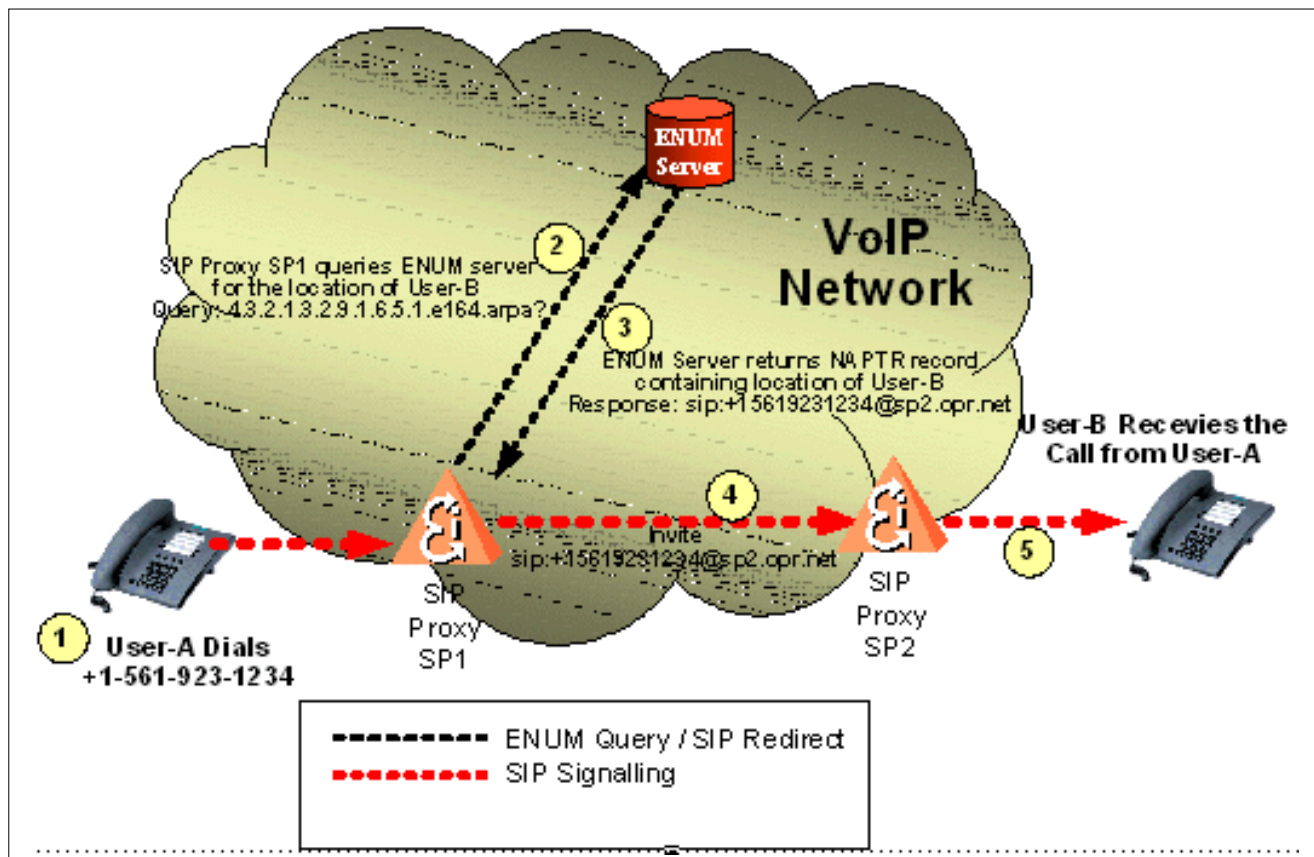 ENUM
Server
VoIP
Network
2
SIP Proxy SP1 queries ENUM server
for the location of User-B
Query:-4.3.2.1.3.2.9.1.6.5.1.e164.arpa?
3
ENUM Server returns NAPTR record
containing location of User-B
Response: sip:+15619231234@sp2.opr.net
User-B Recevies the
Call from User-A
4
Invite
sip:+15619231234@sp2.opr.net
5
SIP
Proxy
SP1
SIP
Proxy
SP2
1
User-A Dials
+1-561-923-1234
ENUM Query / SIP Redirect
SIP Signalling